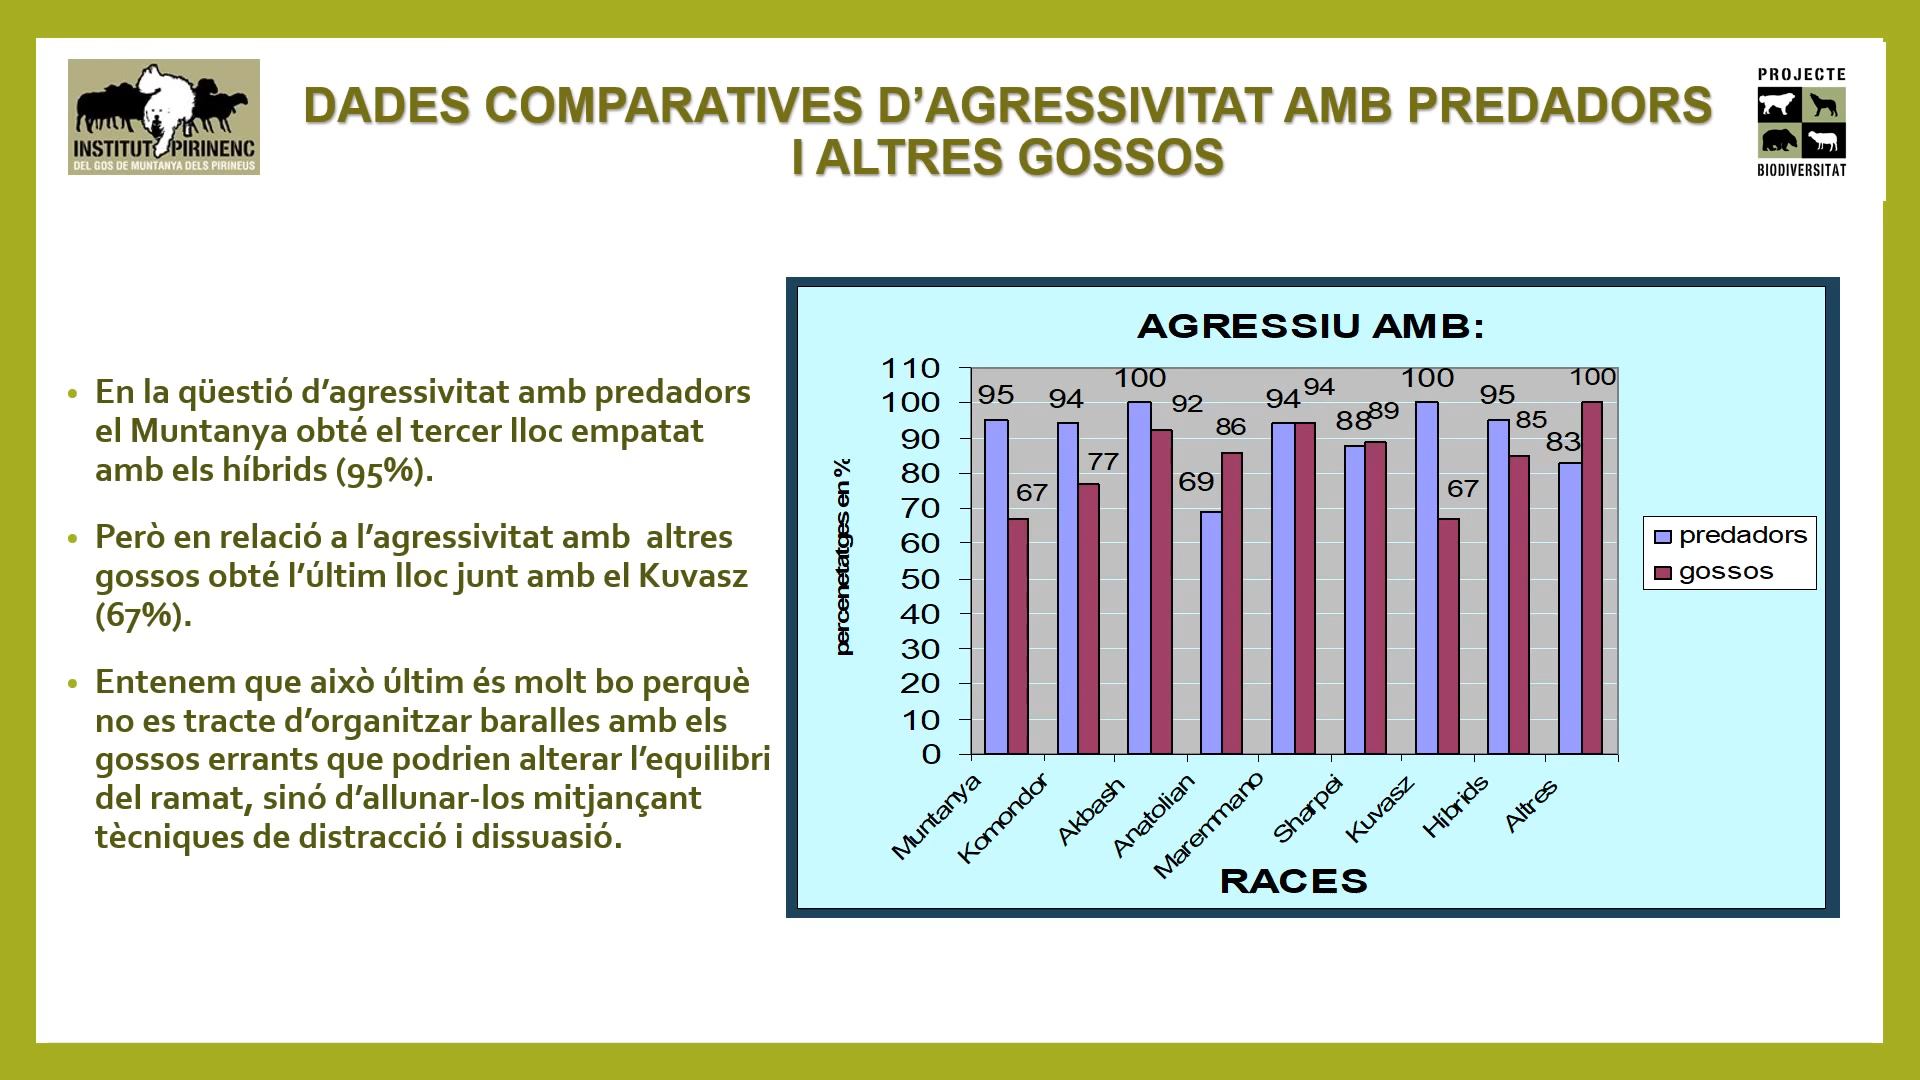 INSTITUT PIRINENC
DEL GOS DE MUNTANYA DELS PIRINEUS
DADES COMPARATIVES D’AGRESSIVITAT AMB PREDADORS
I ALTRES GOSSOS
PROJECTE
BIODIVERSITAT
• En la qüestió d’agressivitat amb predadors
el Muntanya obté el tercer lloc empatat
amb els híbrids (95%).
• Però en relació a l’agressivitat amb altres
gossos obté l’últim lloc junt amb el Kuvasz
(67%).
• Entenem que això últim és molt bo perquè
no es tracte d’organitzar baralles amb els
gossos errants que podrien alterar l’equilibri
del ramat, sinó d’allunar-los mitjançant
tècniques de distracció i dissuasió.
AGRESSIU AMB:
percenetatges en %
110
100
90
80
70
60
50
40
30
20
10
0
95 67
94 77
100 92
69 86
94 94
88 89
100 67
95 85
83 100
Muntanya
Komondor
Akbash
Anatolian
Maremmano
Sharpei
Kuvasz
Híbrids
Altres
RACES
predadors
gossos